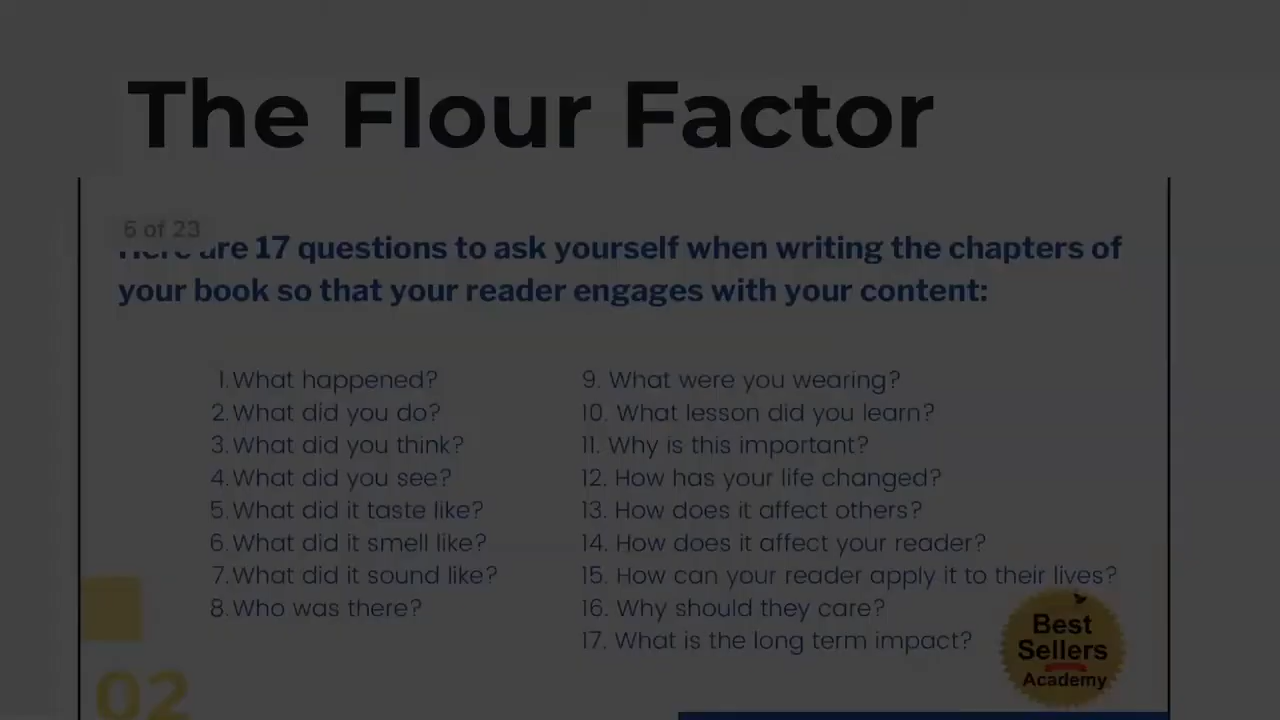 The Flour Factor
6 of 23
Here are 17 questions to ask yourself when writing the chapters of
your book so that your reader engages with your content:
1. What happened?
2. What did you do?
3. What did you think?
4. What did you see?
5. What did it taste like?
6. What did it smell like?
7. What did it sound like?
8. Who was there?
9. What were you wearing?
10. What lesson did you learn?
11. Why is this important?
12. How has your life changed?
13. How does it affect others?
14. How does it affect your reader?
15. How can your reader apply it to their lives?
16. Why should they care?
17. What is the long term impact?
Best
Sellers
Academy
02